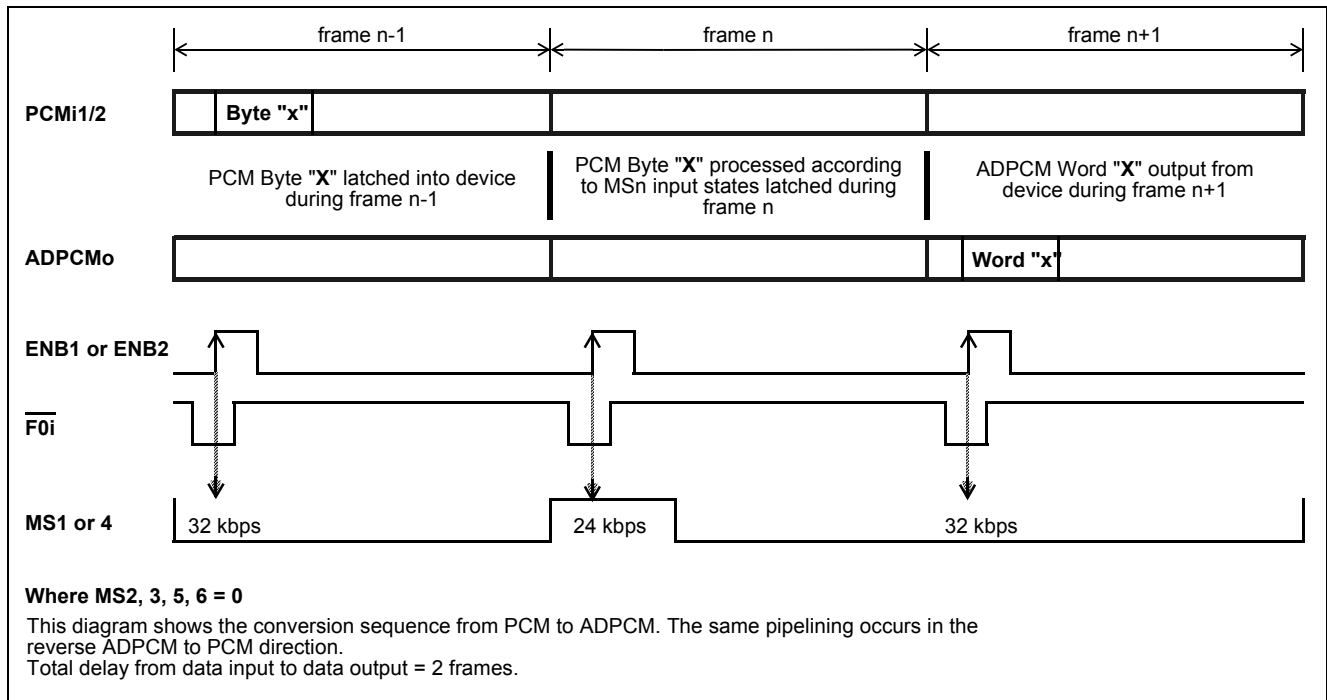 frame n-1
frame n
frame n+1
PCMi1/2
Byte "x"
PCM Byte "X" latched into device
during frame n-1
PCM Byte "X" processed according
to MSn input states latched during
frame n
ADPCM Word "X" output from
device during frame n+1
ADPCMo
Word "x"
ENB1 or ENB2
F0i
MS1 or 4
32 kbps
24 kbps
32 kbps
Where MS2, 3, 5, 6 = 0
This diagram shows the conversion sequence from PCM to ADPCM. The same pipelining occurs in the
reverse ADPCM to PCM direction.
Total delay from data input to data output = 2 frames.